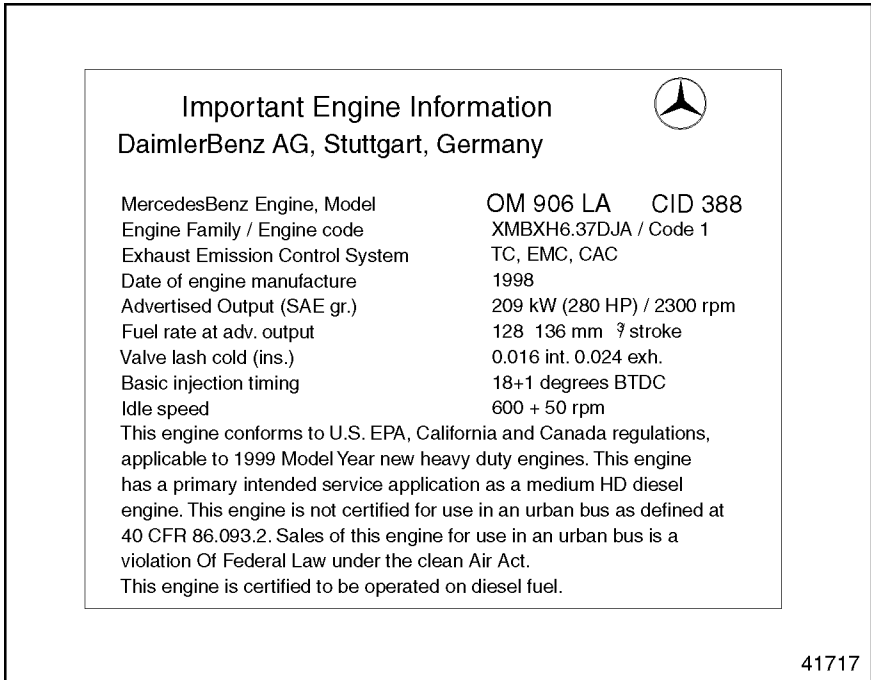 Important Engine Information
DaimlerBenz AG, Stuttgart, Germany
MercedesBenz Engine, Model OM 906 LA CID 388
Engine Family / Engine code XMBXH6.37DJA / Code 1
Exhaust Emission Control System TC, EMC, CAC
Date of engine manufacture 1998
Advertised Output (SAE gr.) 209 kW (280 HP) / 2300 rpm
Fuel rate at adv. output 128 136 mm ³/ stroke
Valve lash cold (ins.) 0.016 int. 0.024 exh.
Basic injection timing 18+1 degrees BTDC
Idle speed 600 + 50 rpm
This engine conforms to U.S. EPA, California and Canada regulations,
applicable to 1999 Model Year new heavy duty engines. This engine
has a primary intended service application as a medium HD diesel
engine. This engine is not certified for use in an urban bus as defined at
40 CFR 86.093.2. Sales of this engine for use in an urban bus is a
violation Of Federal Law under the clean Air Act.
This engine is certified to be operated on diesel fuel.
41717